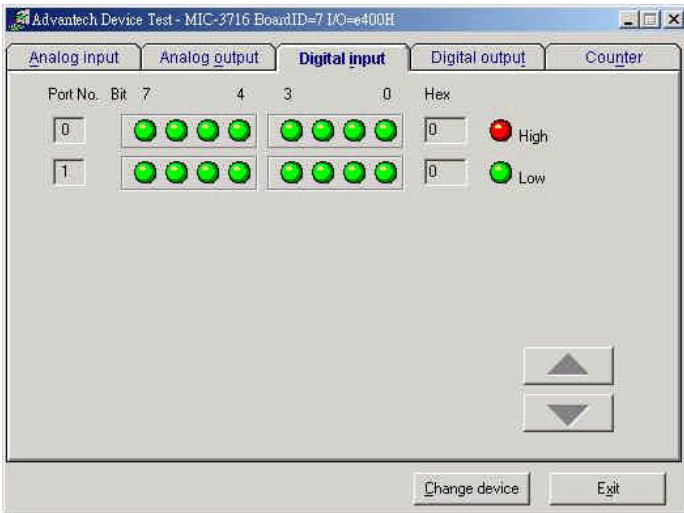 Advantech Device Test - MIC-3716 BoardID=7 I/O=e400H
Analog input Analog output Digital input Digital output Counter
Port No. Bit 7 4 3 0 Hex
0 0 High
1 0 Low
Change device Exit